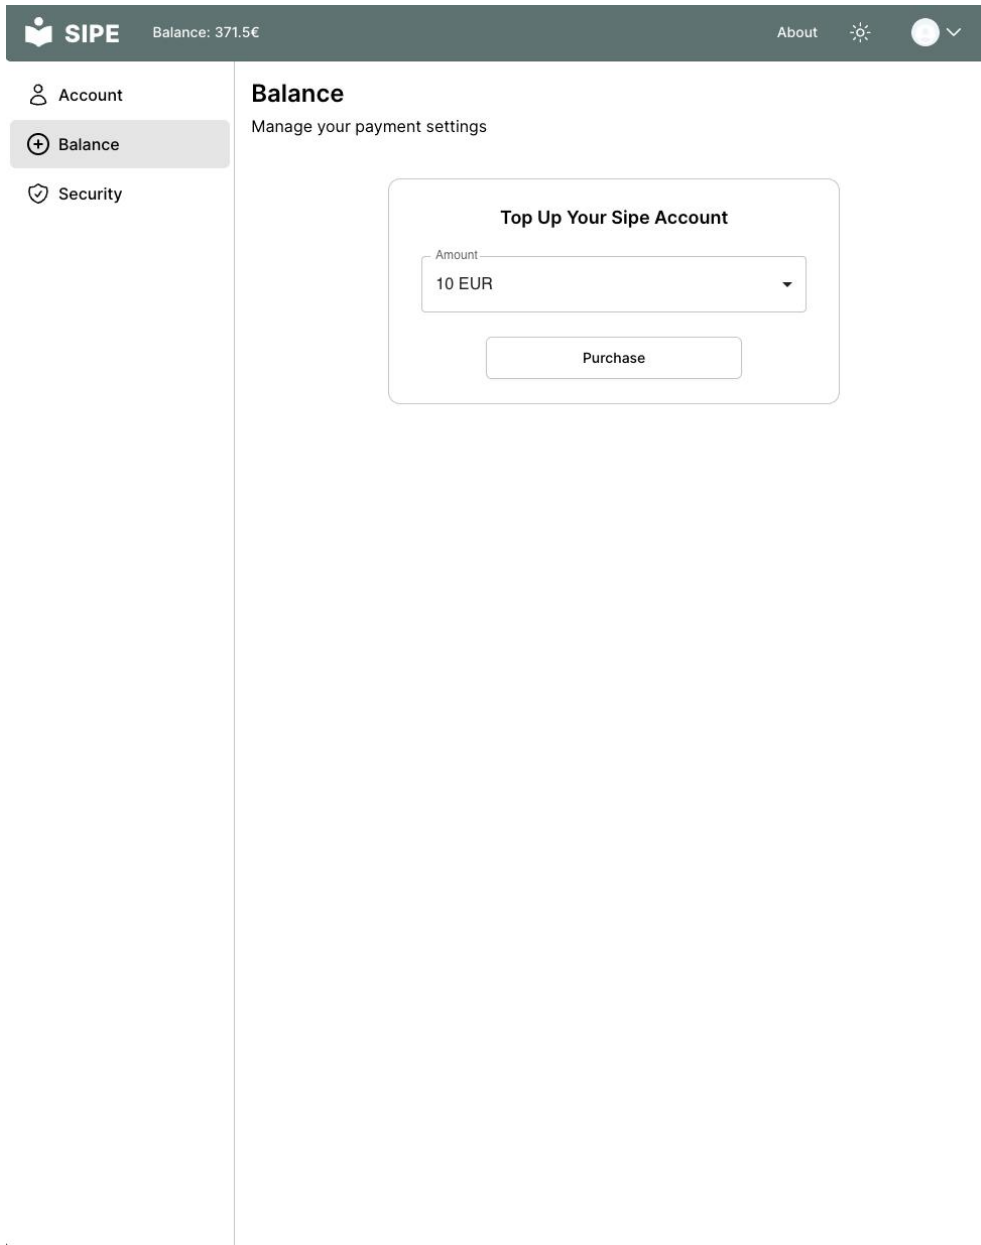 SIPE
Balance: 371.5€
About
Account
Balance
Security
Balance
Manage your payment settings
Top Up Your Sipe Account
Amount
10 EUR
Purchase